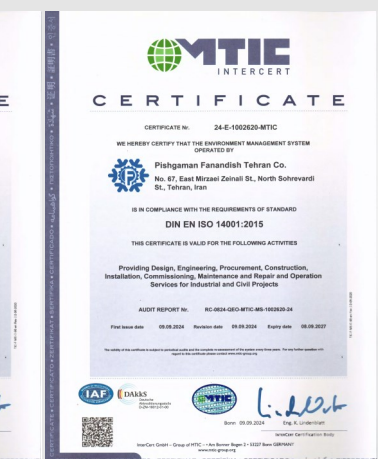 MTIC
INTERCERT
CERTIFICATE
CERTIFICATE Nr. 24-E-1002620-MTIC
WE HEREBY CERTIFY THAT THE ENVIRONMENT MANAGEMENT SYSTEM
OPERATED BY
Pishgaman Fanandish Tehran Co.
No. 67, East Mirzaei Zeinali St., North Sohrevardi
St., Tehran, Iran
IS IN COMPLIANCE WITH THE REQUIREMENTS OF STANDARD
DIN EN ISO 14001:2015
THIS CERTIFICATE IS VALID FOR THE FOLLOWING ACTIVITIES
Providing Design, Engineering, Procurement, Construction,
Installation, Commissioning, Maintenance and Repair and Operation
Services for Industrial and Civil Projects
AUDIT REPORT Nr. RC-0624-QEO-MTIC-MS-1002620-24
First issue date 09.09.2024 Revision date 09.09.2024 Expiry date 08.09.2027
IAF
DAkkS
Deutsche
Akkreditierungsstelle
MTIC
Bonn 09.09.2024 Eng. K. Lindenblatt
InterCert Certification Body
InterCert GmbH - Group of MTIC - Am Bonner Bogen 2 - 53227 Bonn GERMANY
www.mtic-group.org